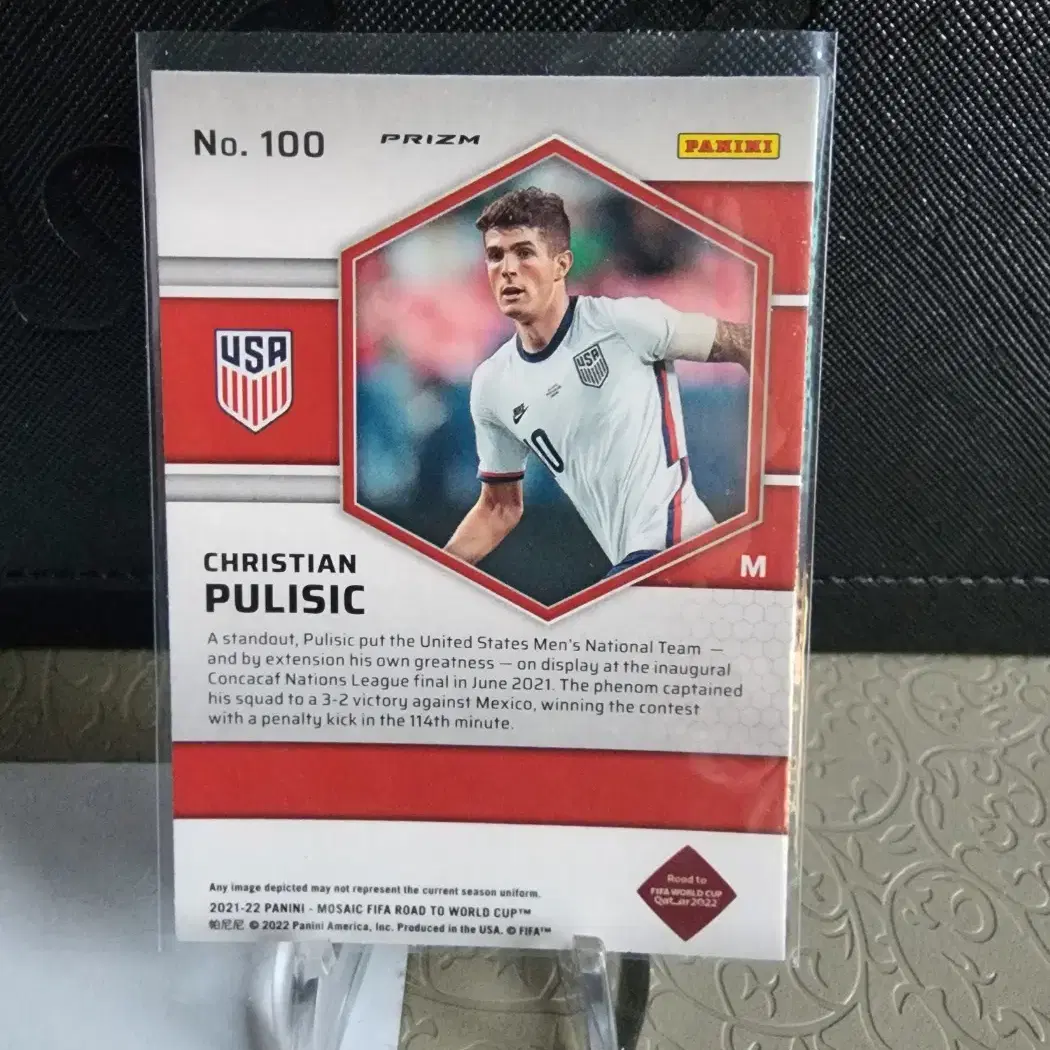 No. 100
PRIZM
PANINI
USA
USA
10
M
CHRISTIAN
PULISIC
A standout, Pulisic put the United States Men's National Team —
and by extension his own greatness — on display at the inaugural
Concacaf Nations League final in June 2021. The phenom captained
his squad to a 3-2 victory against Mexico, winning the contest
with a penalty kick in the 114th minute.
Any image depicted may not represent the current season uniform.
2021-22 PANINI - MOSAIC FIFA ROAD TO WORLD CUP™
帕尼尼 © 2022 Panini America, Inc. Produced in the USA. © FIFA™
Road to
FIFA WORLD CUP
Qatar2022